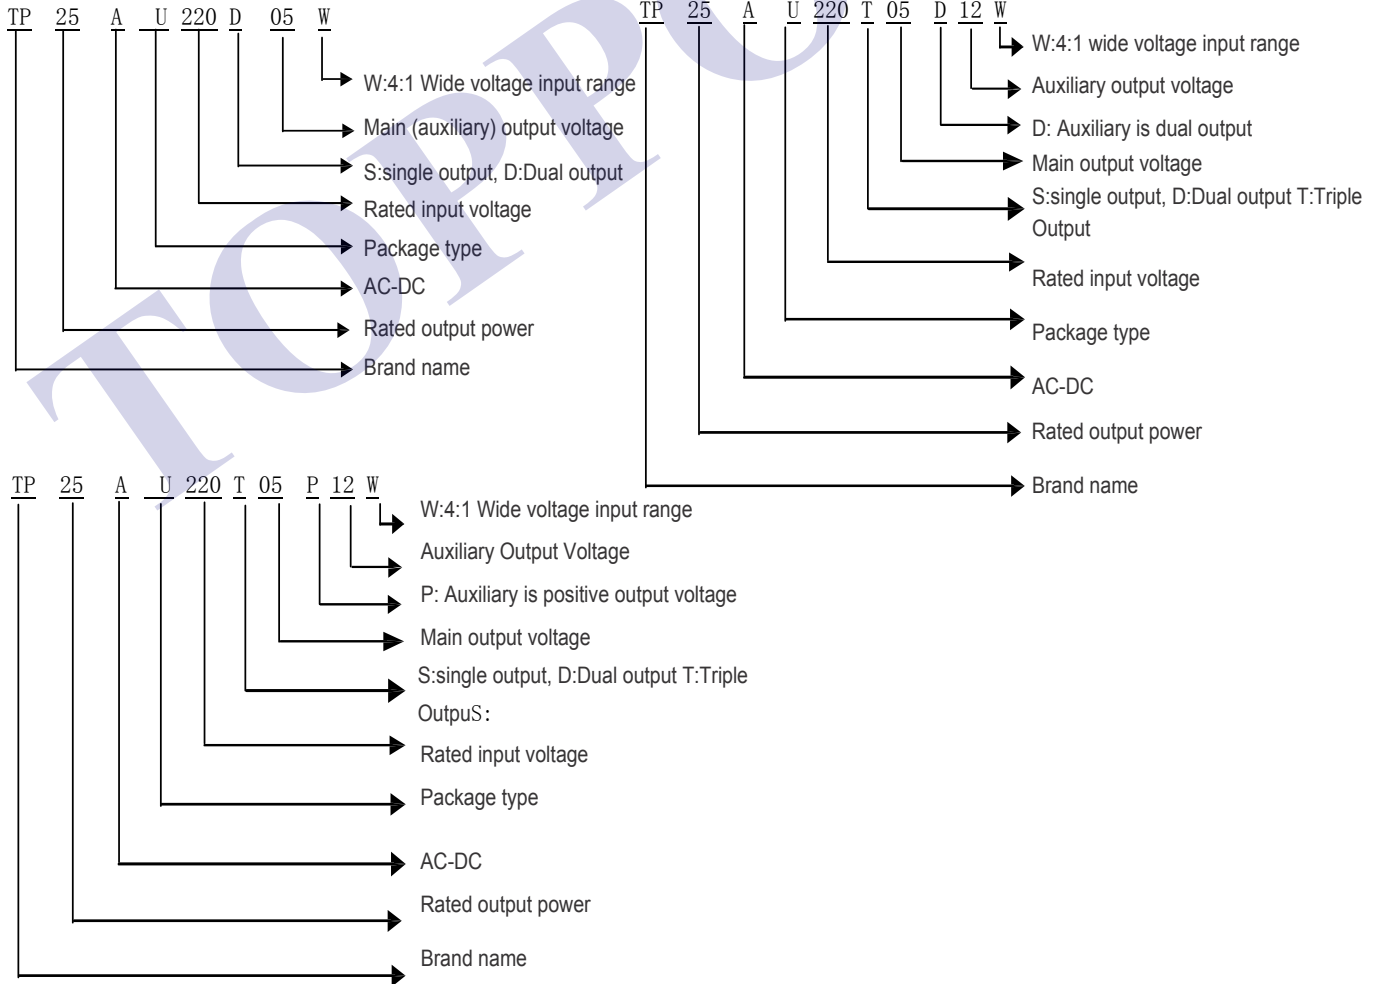 TP 25 A U 220 D 05 W
W:4:1 Wide voltage input range
Main (auxiliary) output voltage
S:single output, D:Dual output
Rated input voltage
Package type
AC-DC
Rated output power
Brand name
TP 25 A U 220 T 05 D 12 W
W:4:1 wide voltage input range
Auxiliary output voltage
D: Auxiliary is dual output
Main output voltage
S:single output, D:Dual output T:Triple
Output
Rated input voltage
Package type
AC-DC
Rated output power
Brand name
TP 25 A U 220 T 05 P 12 W
W:4:1 Wide voltage input range
Auxiliary Output Voltage
P: Auxiliary is positive output voltage
Main output voltage
S:single output, D:Dual output T:Triple
OutpuS:
Rated input voltage
Package type
AC-DC
Rated output power
Brand name
TOPPO